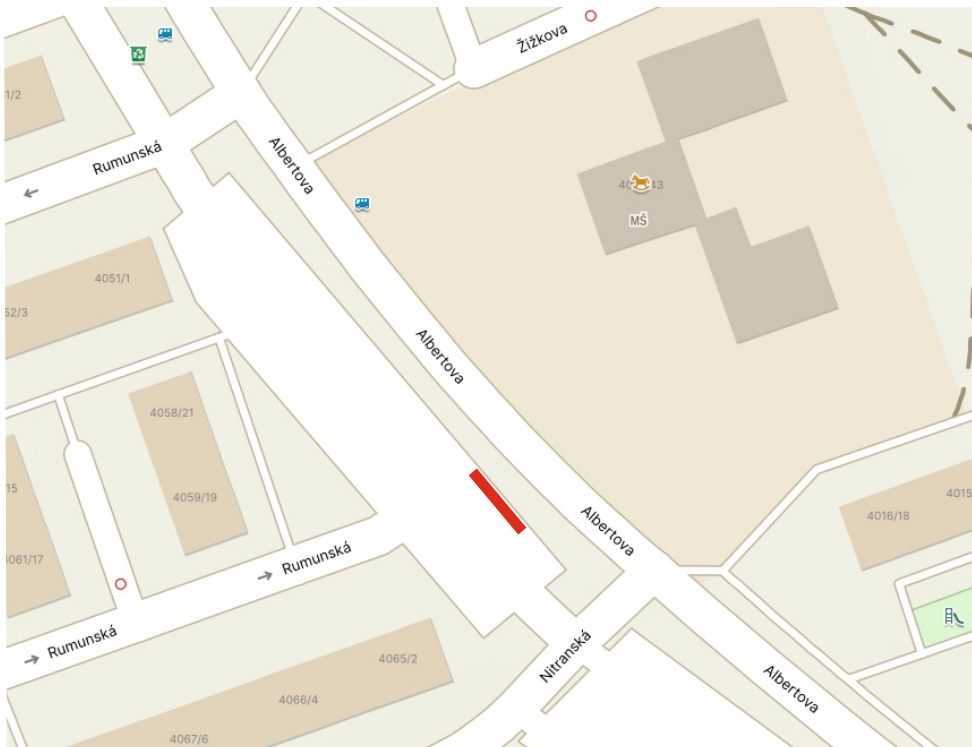 Žižkova
1/2
Rumunská
Albertova
MŠ
4051/1
52/3
Albertova
4058/21
4059/19
15
4061/17
4015
4016/18
Albertova
Rumunská
Rumunská
Nitranská
4065/2
4066/4
4067/6
Albertova